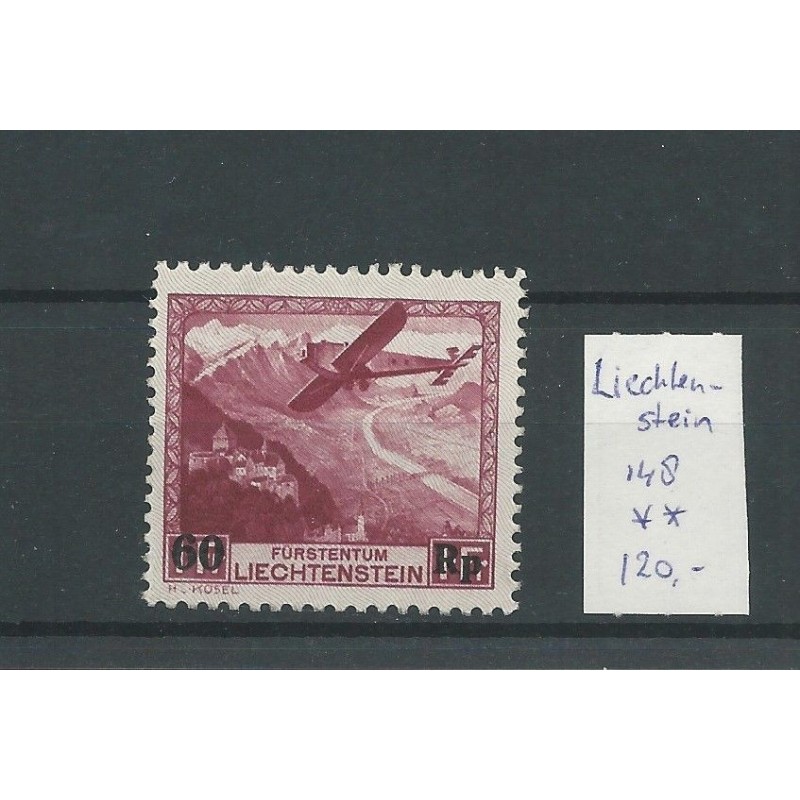 60
Rp
FÜRSTENTUM
LIECHTENSTEIN
Liechten-
stein
148
**
120,-